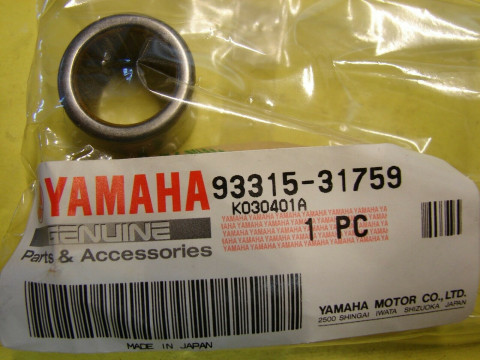 YAMAHA 93315-31759
K030401A
GENUINE
Parts & Accessories
1 PC
YAMAHA MOTOR CO.,LTD.
2500 SHINGAI IWATA SHIZUOKA JAPAN
MADE IN JAPAN